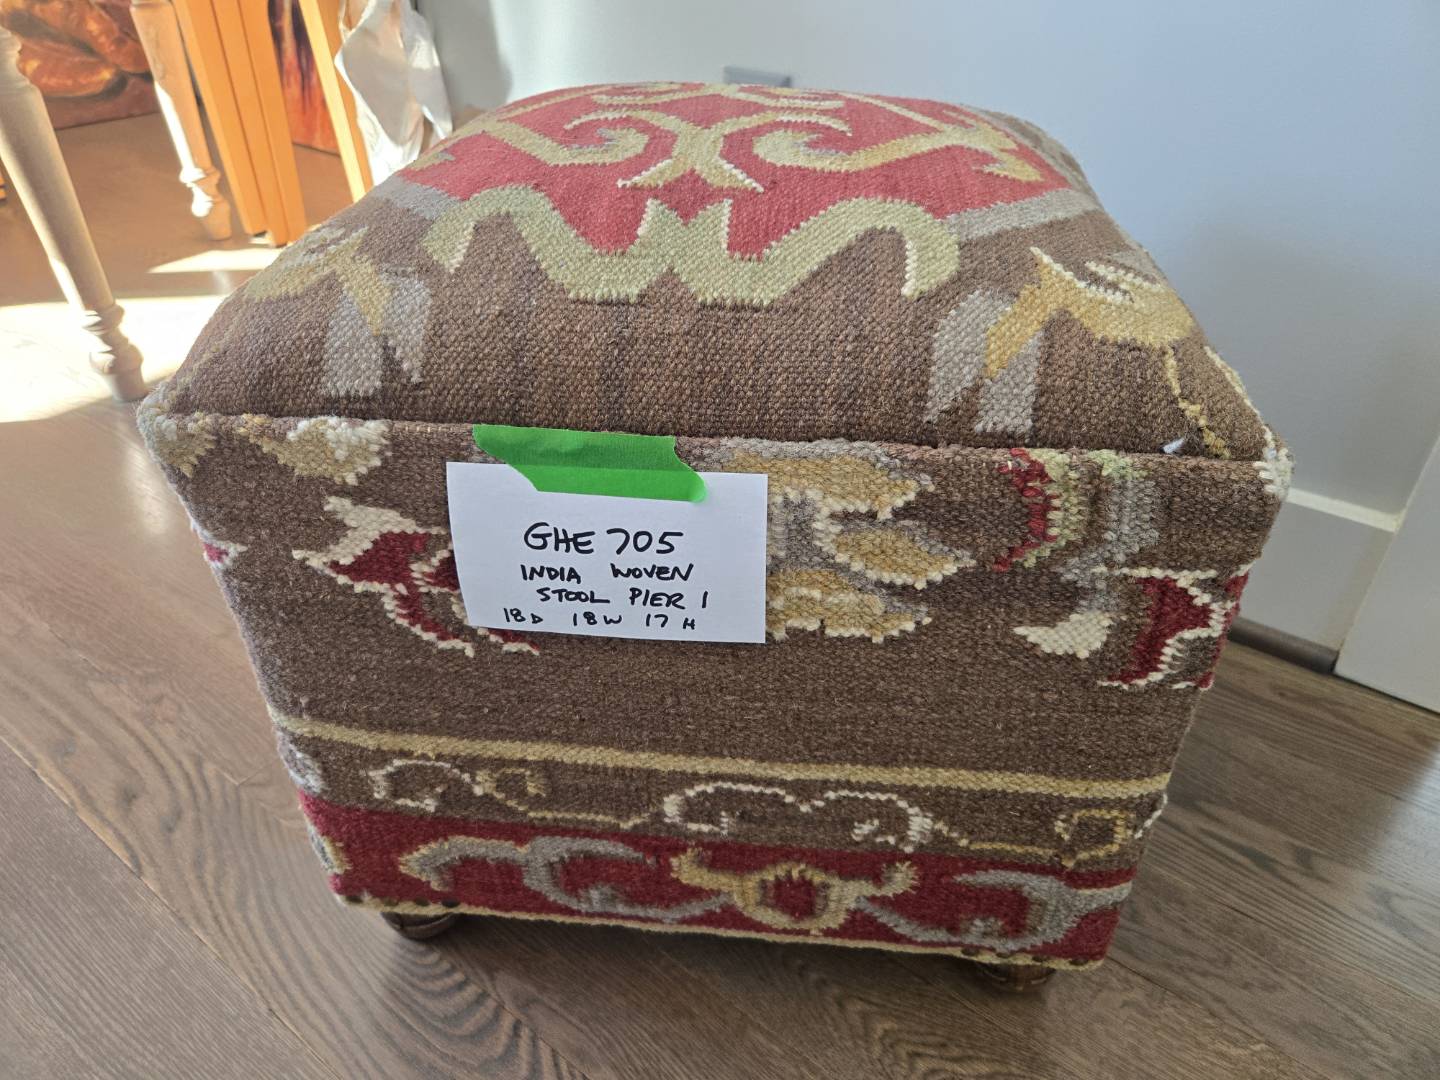 GHE 705
INDIA WOVEN
STOOL PIER 1
18D 18W 17H